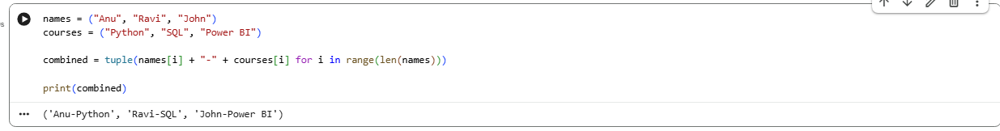 names = ("Anu", "Ravi", "John")
courses = ("Python", "SQL", "Power BI")
combined = tuple(names[i] + "-" + courses[i] for i in range(len(names)))
print(combined)
('Anu-Python', 'Ravi-SQL', 'John-Power BI')